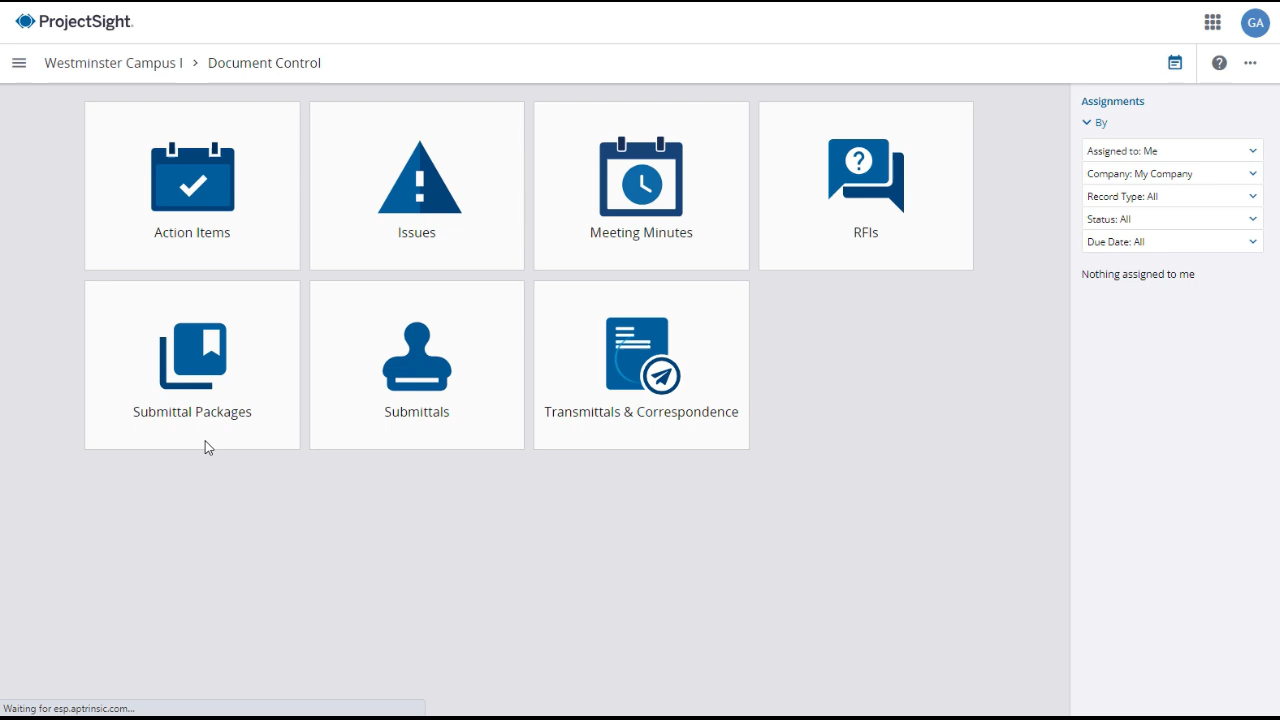 ProjectSight.
GA
Westminster Campus I > Document Control
?
Action Items
Issues
Meeting Minutes
RFIs
Submittal Packages
Submittals
Transmittals & Correspondence
Assignments
By
Assigned to: Me
Company: My Company
Record Type: All
Status: All
Due Date: All
Nothing assigned to me
Waiting for esp.aptrinsic.com...